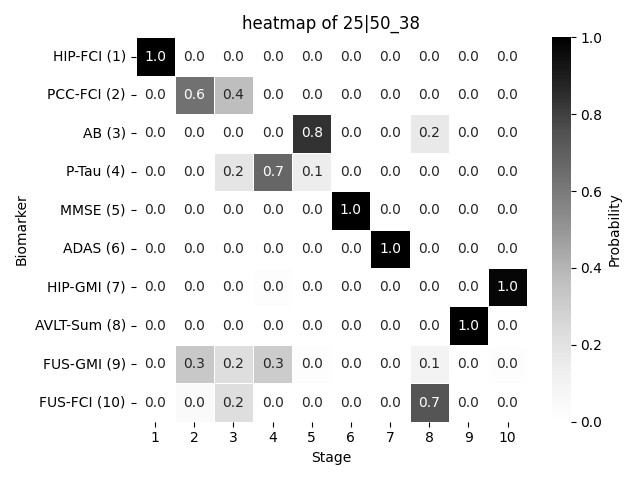 heatmap of 25|50_38
HIP-FCI (1) 1.0 0.0 0.0 0.0 0.0 0.0 0.0 0.0 0.0 0.0
PCC-FCI (2) 0.0 0.6 0.4 0.0 0.0 0.0 0.0 0.0 0.0 0.0
AB (3) 0.0 0.0 0.0 0.0 0.8 0.0 0.0 0.2 0.0 0.0
P-Tau (4) 0.0 0.0 0.2 0.7 0.1 0.0 0.0 0.0 0.0 0.0
MMSE (5) 0.0 0.0 0.0 0.0 0.0 1.0 0.0 0.0 0.0 0.0
ADAS (6) 0.0 0.0 0.0 0.0 0.0 0.0 1.0 0.0 0.0 0.0
HIP-GMI (7) 0.0 0.0 0.0 0.0 0.0 0.0 0.0 0.0 0.0 1.0
AVLT-Sum (8) 0.0 0.0 0.0 0.0 0.0 0.0 0.0 0.0 1.0 0.0
FUS-GMI (9) 0.0 0.3 0.2 0.3 0.0 0.0 0.0 0.1 0.0 0.0
FUS-FCI (10) 0.0 0.0 0.2 0.0 0.0 0.0 0.0 0.7 0.0 0.0
1 2 3 4 5 6 7 8 9 10
Stage
Biomarker
1.0
0.8
0.6
0.4
0.2
0.0
Probability